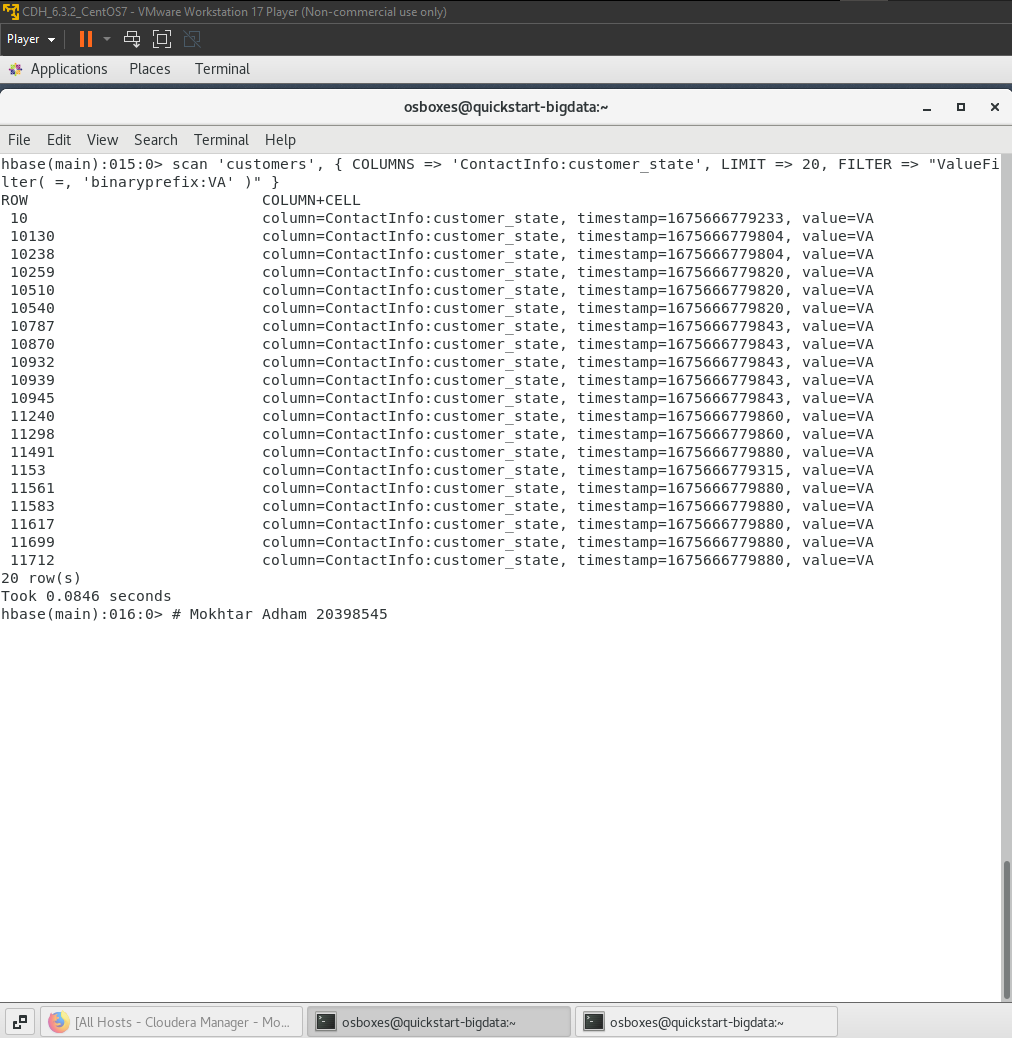 CDH_6.3.2_CentOS7 - VMware Workstation 17 Player (Non-commercial use only)
Player
Applications Places Terminal
osboxes@quickstart-bigdata:~
File Edit View Search Terminal Help
hbase(main):015:0> scan 'customers', { COLUMNS => 'ContactInfo:customer_state', LIMIT => 20, FILTER => "ValueFi
lter( =, 'binaryprefix:VA' )" }
ROW COLUMN+CELL
10 column=ContactInfo:customer_state, timestamp=1675666779233, value=VA
10130 column=ContactInfo:customer_state, timestamp=1675666779804, value=VA
10238 column=ContactInfo:customer_state, timestamp=1675666779804, value=VA
10259 column=ContactInfo:customer_state, timestamp=1675666779820, value=VA
10510 column=ContactInfo:customer_state, timestamp=1675666779820, value=VA
10540 column=ContactInfo:customer_state, timestamp=1675666779820, value=VA
10787 column=ContactInfo:customer_state, timestamp=1675666779843, value=VA
10870 column=ContactInfo:customer_state, timestamp=1675666779843, value=VA
10932 column=ContactInfo:customer_state, timestamp=1675666779843, value=VA
10939 column=ContactInfo:customer_state, timestamp=1675666779843, value=VA
10945 column=ContactInfo:customer_state, timestamp=1675666779843, value=VA
11240 column=ContactInfo:customer_state, timestamp=1675666779860, value=VA
11298 column=ContactInfo:customer_state, timestamp=1675666779860, value=VA
11491 column=ContactInfo:customer_state, timestamp=1675666779880, value=VA
1153 column=ContactInfo:customer_state, timestamp=1675666779315, value=VA
11561 column=ContactInfo:customer_state, timestamp=1675666779880, value=VA
11583 column=ContactInfo:customer_state, timestamp=1675666779880, value=VA
11617 column=ContactInfo:customer_state, timestamp=1675666779880, value=VA
11699 column=ContactInfo:customer_state, timestamp=1675666779880, value=VA
11712 column=ContactInfo:customer_state, timestamp=1675666779880, value=VA
20 row(s)
Took 0.0846 seconds
hbase(main):016:0> # Mokhtar Adham 20398545
[All Hosts - Cloudera Manager - Mo... osboxes@quickstart-bigdata:~ osboxes@quickstart-bigdata:~